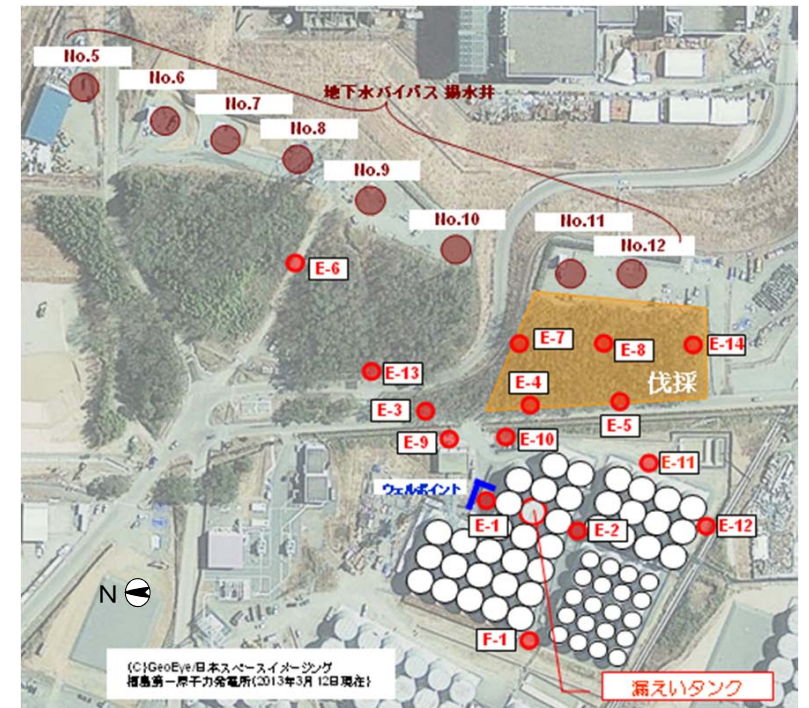 No.5
No.6
No.7
No.8
地下水バイパス 揚水井
No.9
No.10
No.11
No.12
E-6
E-7
E-8
E-14
E-13
伐採
E-4
E-3
E-5
E-9
E-10
E-11
ウェルポイント
E-1
E-2
E-12
N
F-1
(C)GeoEye/日本スペースイメージング
福島第一原子力発電所(2013年3月12日現在)
漏えいタンク